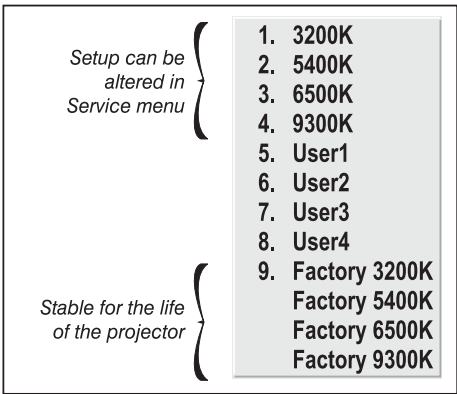 Setup can be
altered in
Service menu
1. 3200K
2. 5400K
3. 6500K
4. 9300K
5. User1
6. User2
7. User3
8. User4
9. Factory 3200K
Factory 5400K
Factory 6500K
Factory 9300K
Stable for the life
of the projector